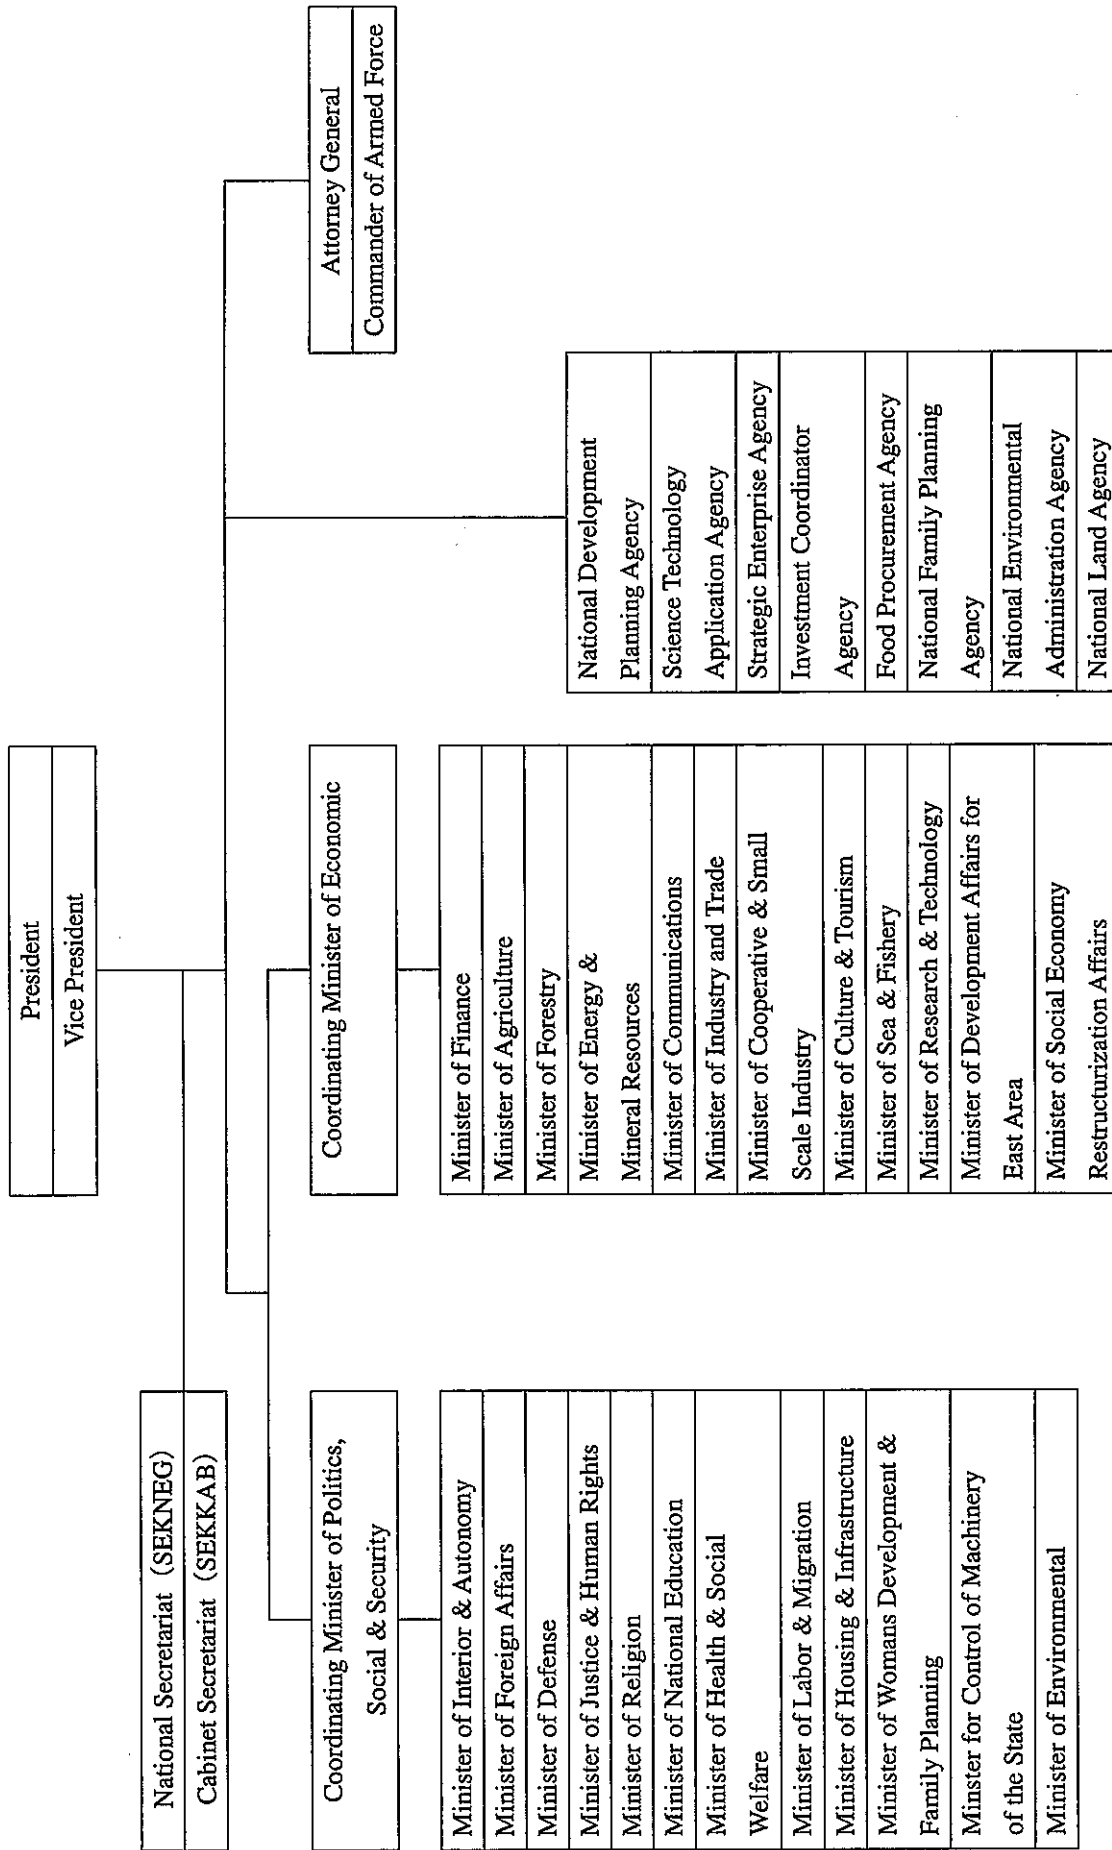 President
Vice President
National Secretariat (SEKNEG)
Cabinet Secretariat (SEKKAB)
Attorney General
Commander of Armed Force
Coordinating Minister of Politics,
Social & Security
Minister of Interior & Autonomy
Minister of Foreign Affairs
Minister of Defense
Minister of Justice & Human Rights
Minister of Religion
Minister of National Education
Minister of Health & Social
Welfare
Minister of Labor & Migration
Minister of Housing & Infrastructure
Minister of Womans Development &
Family Planning
Minster for Control of Machinery
of the State
Minister of Environmental
Coordinating Minister of Economic
Minister of Finance
Minister of Agriculture
Minister of Forestry
Minister of Energy &
Mineral Resources
Minister of Communications
Minister of Industry and Trade
Minister of Cooperative & Small
Scale Industry
Minister of Culture & Tourism
Minister of Sea & Fishery
Minister of Research & Technology
Minister of Development Affairs for
East Area
Minister of Social Economy
Restructurization Affairs
National Development
Planning Agency
Science Technology
Application Agency
Strategic Enterprise Agency
Investment Coordinator
Agency
Food Procurement Agency
National Family Planning
Agency
National Environmental
Administration Agency
National Land Agency